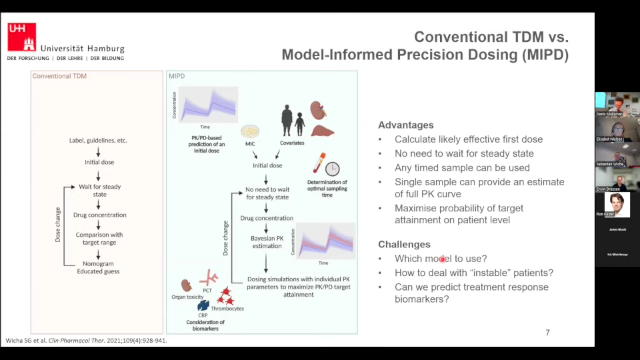 UH
Universität Hamburg
DER FORSCHUNG | DER LEHRE | DER BILDUNG
Conventional TDM vs.
Model-Informed Precision Dosing (MIPD)
Conventional TDM
Label, guidelines, etc.
Initial dose
Wait for steady
state
Drug concentration
Comparison with
target range
Nomogram
Educated guess
Dose change
MIPD
Concentration
Time
PK/PD-based
prediction of an
initial dose
MIC
Covariates
Initial dose
Determination of
optimal sampling
time
No need to wait
for steady state
Drug concentration
Bayesian PK
estimation
Dose change
Concentration
Time
Dosing simulations with individual PK
parameters to maximize PK/PD target
attainment
PCT
Organ toxicity
CRP
Thrombocytes
Consideration of
biomarkers
Advantages
• Calculate likely effective first dose
• No need to wait for steady state
• Any timed sample can be used
• Single sample can provide an estimate
of full PK curve
• Maximise probability of target
attainment on patient level
Challenges
• Which model to use?
• How to deal with "instable" patients?
• Can we predict treatment response
biomarkers?
Wicha SG et al. Clin Pharmacol Ther. 2021;109(4):928-941.
7